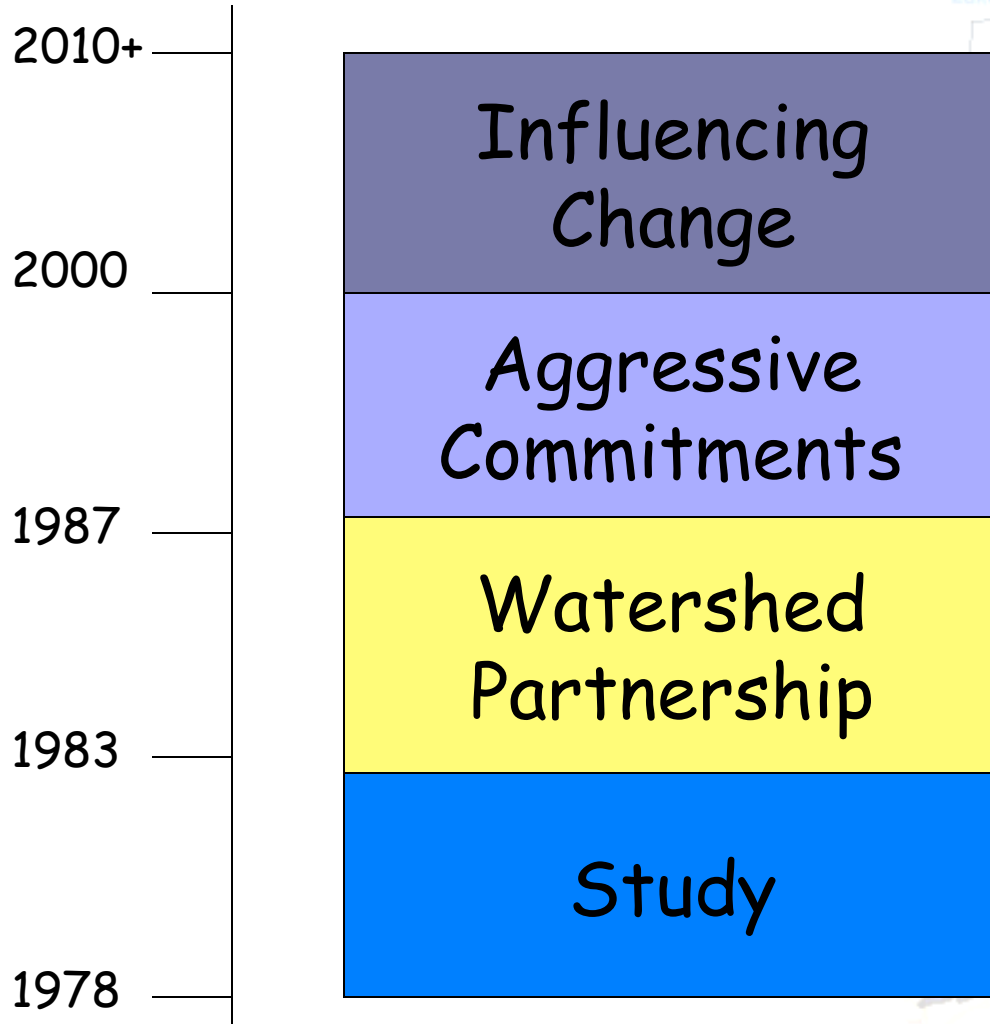 2010+
Influencing
Change
2000
Aggressive
Commitments
1987
Watershed
Partnership
1983
Study
1978